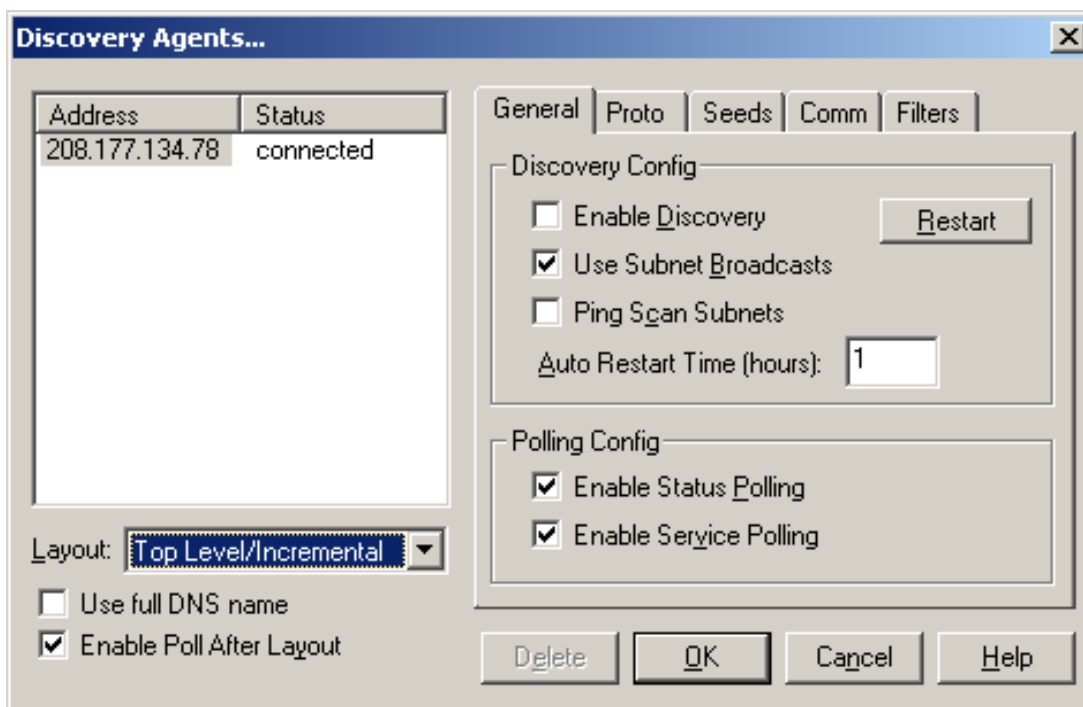 Discovery Agents...
Address Status
208.177.134.78 connected
Layout: Top Level/Incremental
Use full DNS name
Enable Poll After Layout
General Proto Seeds Comm Filters
Discovery Config
Enable Discovery Restart
Use Subnet Broadcasts
Ping Scan Subnets
Auto Restart Time (hours): 1
Polling Config
Enable Status Polling
Enable Service Polling
Delete OK Cancel Help